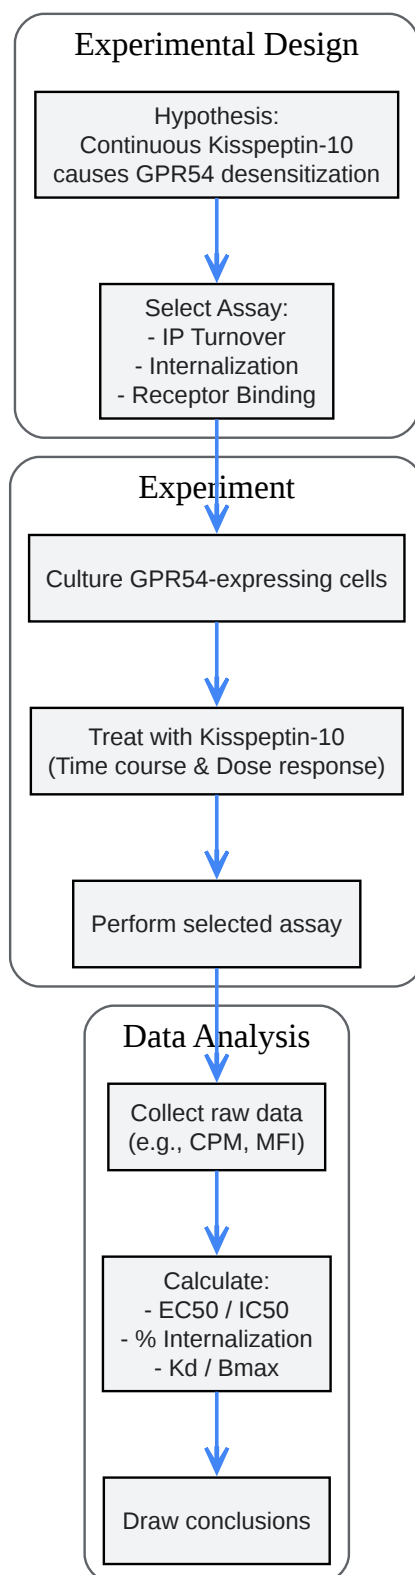 Experimental Design
Hypothesis:
Continuous Kisspeptin-10
causes GPR54 desensitization
Select Assay:
- IP Turnover
- Internalization
- Receptor Binding
Experiment
Culture GPR54-expressing cells
Treat with Kisspeptin-10
(Time course & Dose response)
Perform selected assay
Data Analysis
Collect raw data
(e.g., CPM, MFI)
Calculate:
- EC50 / IC50
- % Internalization
- Kd / Bmax
Draw conclusions